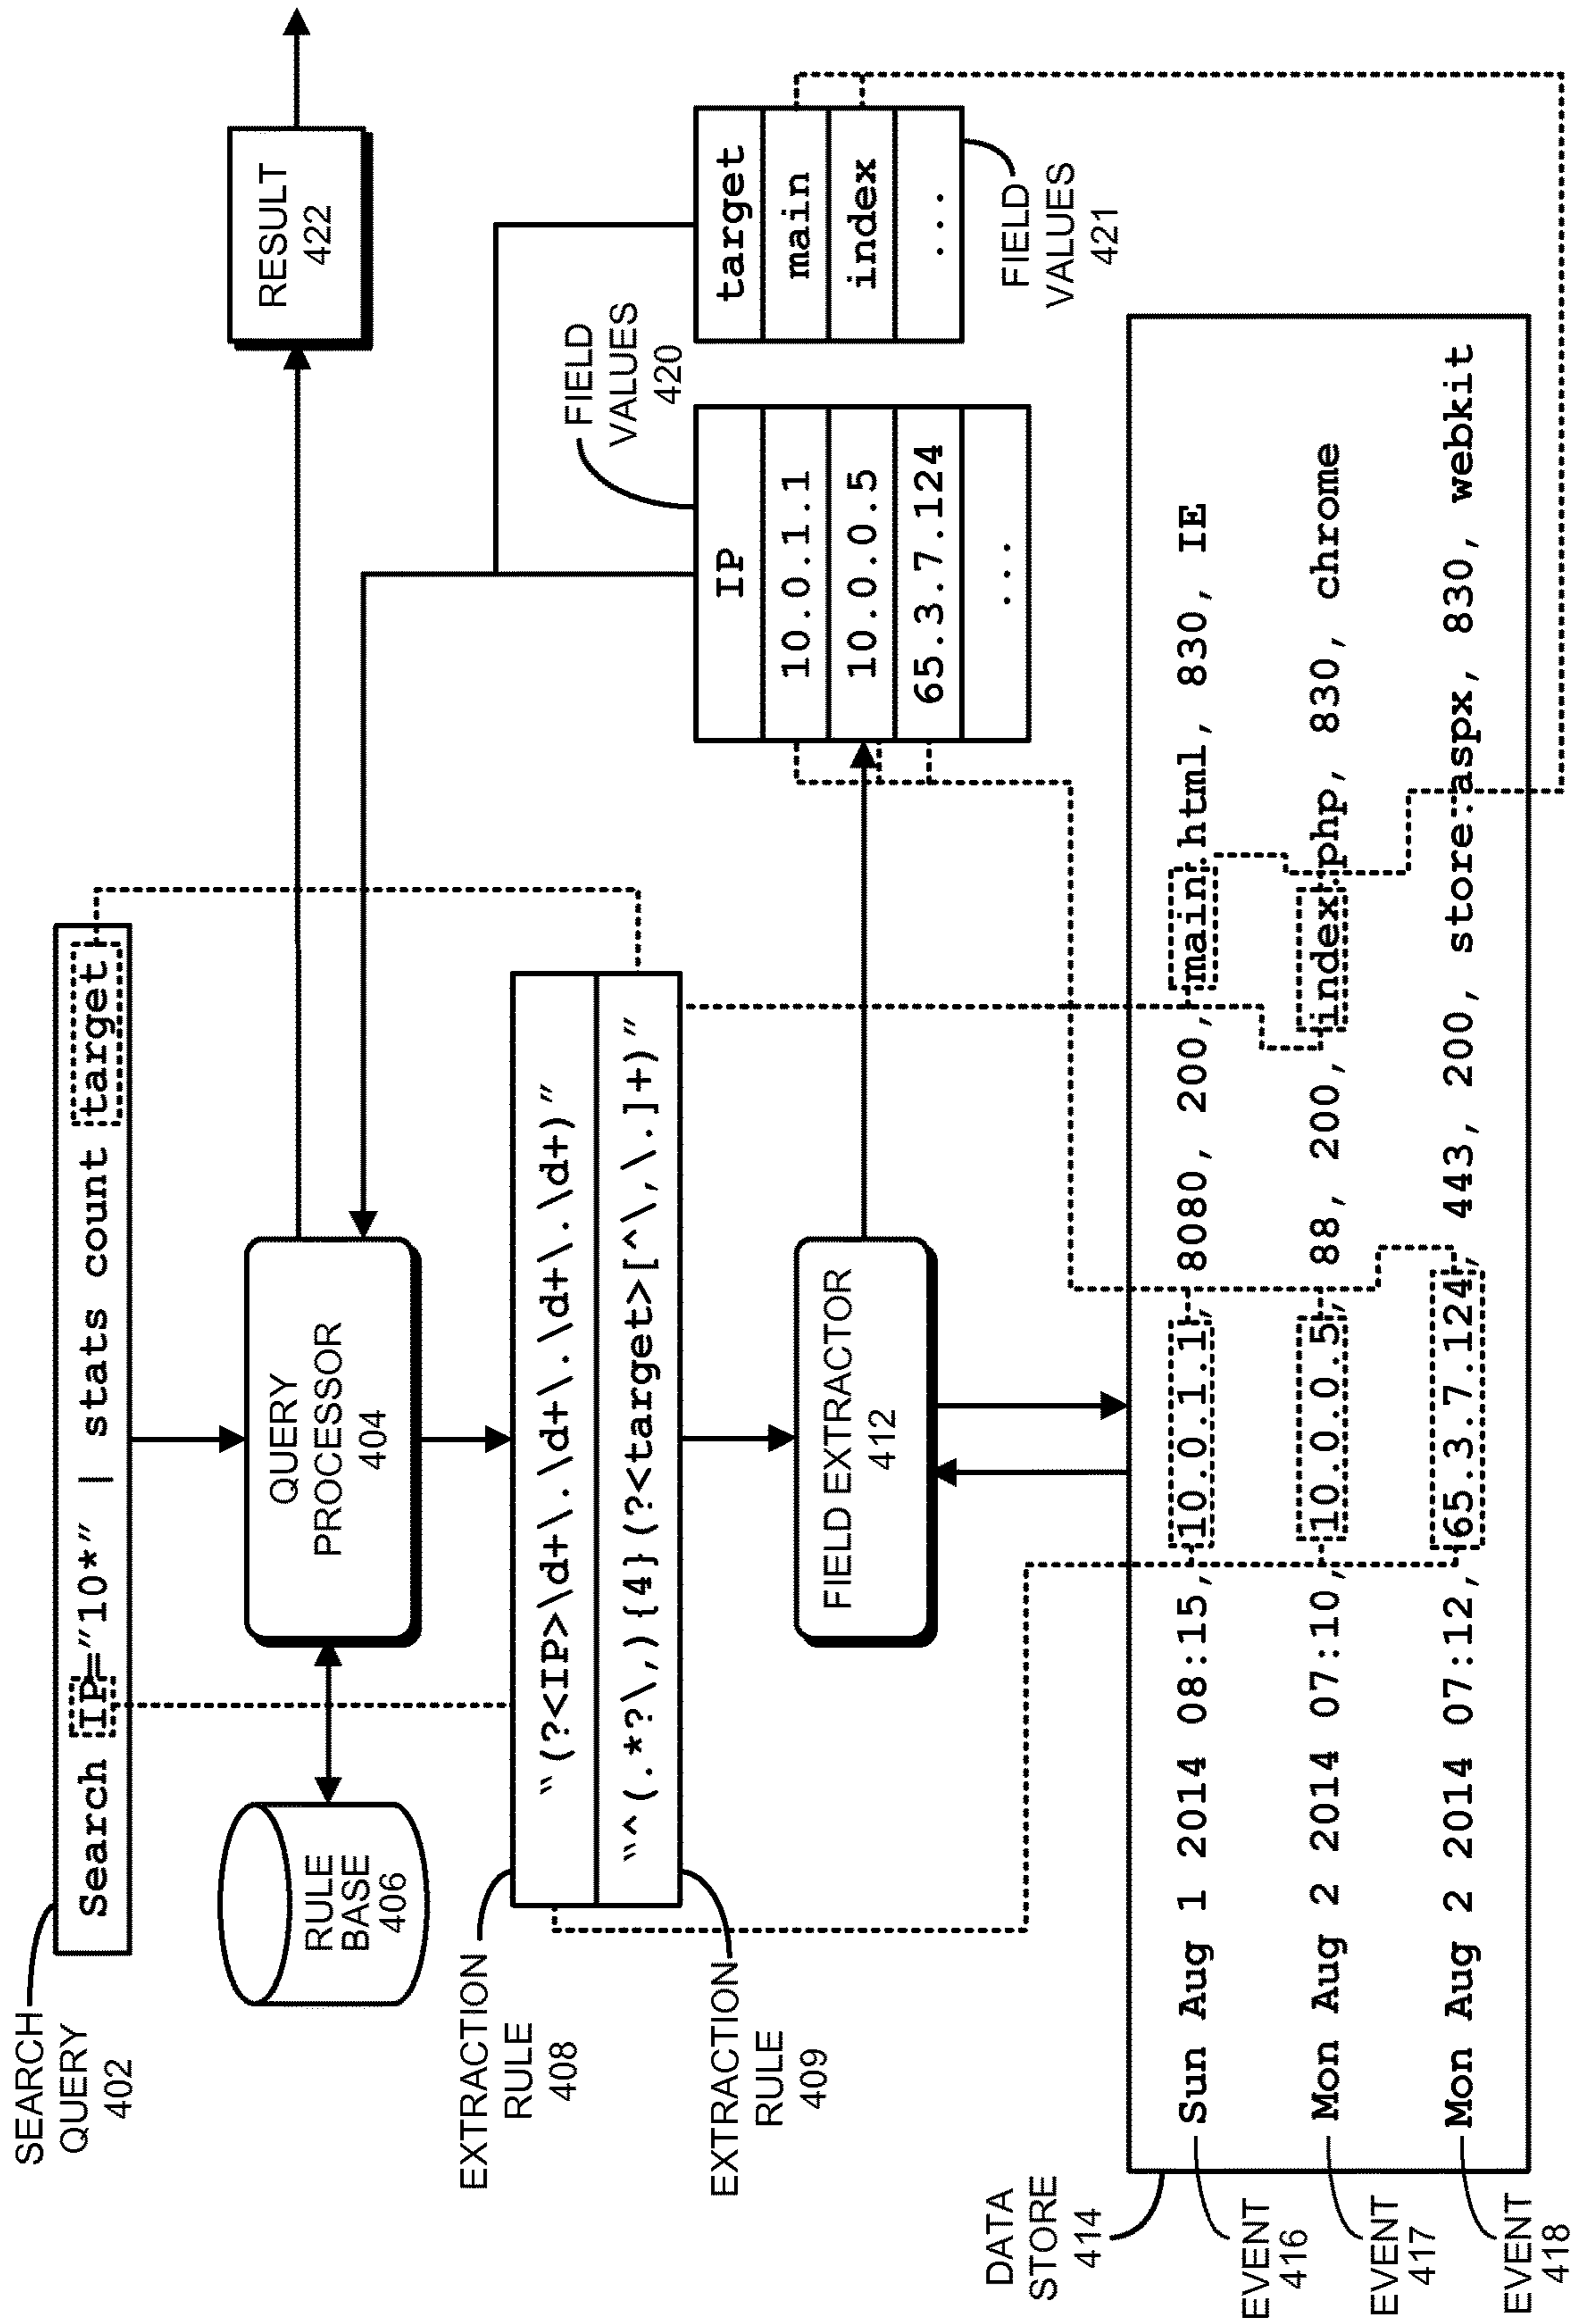 SEARCH
QUERY
402
Search IP="10*" | stats count target
RULE
BASE
406
QUERY
PROCESSOR
404
RESULT
422
EXTRACTION
RULE
408
"(?<IP>\d+\.\d+\.\d+\.\d+)"
"^(.*?\,){4}(?<target>[^\,\.]+)"
EXTRACTION
RULE
409
FIELD EXTRACTOR
412
FIELD
VALUES
420
IP
10.0.1.1
10.0.0.5
65.3.7.124
...
target
main
index
...
FIELD
VALUES
421
DATA
STORE
414
EVENT
416
Sun Aug 1 2014 08:15, 10.0.1.1, 8080, 200, main.html, 830, IE
EVENT
417
Mon Aug 2 2014 07:10, 10.0.0.5, 88, 200, index.php, 830, chrome
EVENT
418
Mon Aug 2 2014 07:12, 65.3.7.124, 443, 200, store.aspx, 830, webkit